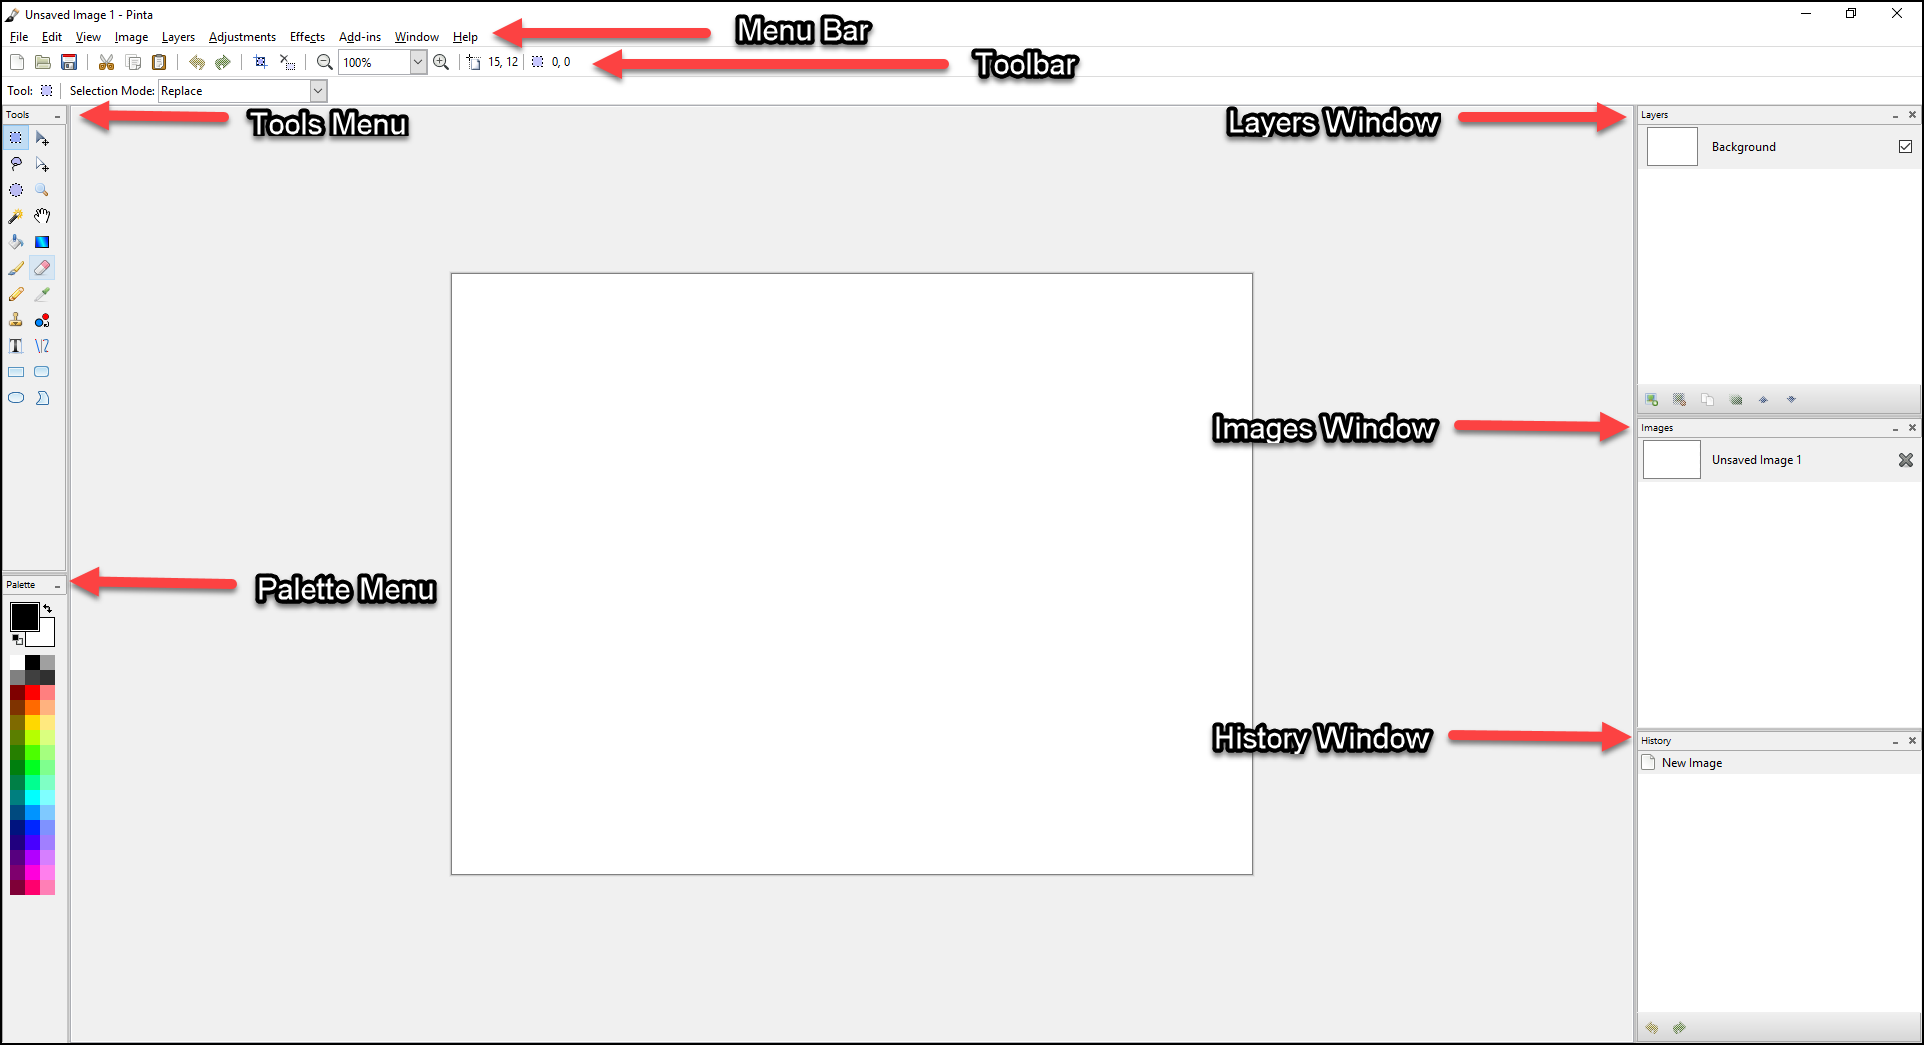 Unsaved Image 1 - Pinta
File Edit View Image Layers Adjustments Effects Add-ins Window Help
Menu Bar
100% 15, 12 0, 0
Toolbar
Tool: Selection Mode: Replace
Tools
Tools Menu
Layers Window
Layers
Background
Images Window
Images
Unsaved Image 1
Palette
Palette Menu
History Window
History
New Image